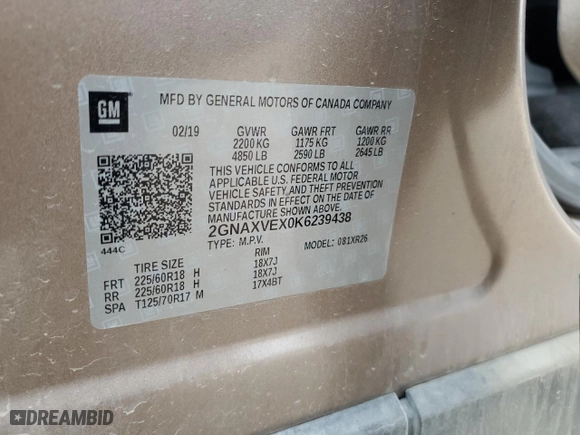 GM
MFD BY GENERAL MOTORS OF CANADA COMPANY
02/19 GVWR GAWR FRT GAWR RR
2200 KG 1175 KG 1200 KG
4850 LB 2590 LB 2645 LB
THIS VEHICLE CONFORMS TO ALL
APPLICABLE U.S. FEDERAL MOTOR
VEHICLE SAFETY,AND THEFT PREVENTION
STANDARDS IN EFFECT ON THE DATE OF
MANUFACTURE SHOWN ABOVE.
2GNAXVEX0K6239438
444C
TYPE: M.P.V. MODEL: 081XR26
TIRE SIZE RIM
FRT 225/60R18 H 18X7J
RR 225/60R18 H 18X7J
SPA T125/70R17 M 17X4BT
DREAMBID